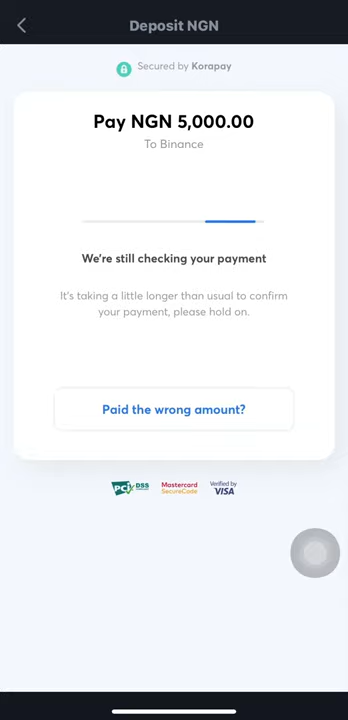 Deposit NGN
Secured by Korapay
Pay NGN 5,000.00
To Binance
We're still checking your payment
It's taking a little longer than usual to confirm
your payment, please hold on.
Paid the wrong amount?
PCI DSS
Mastercard
SecureCode
Verified by
VISA